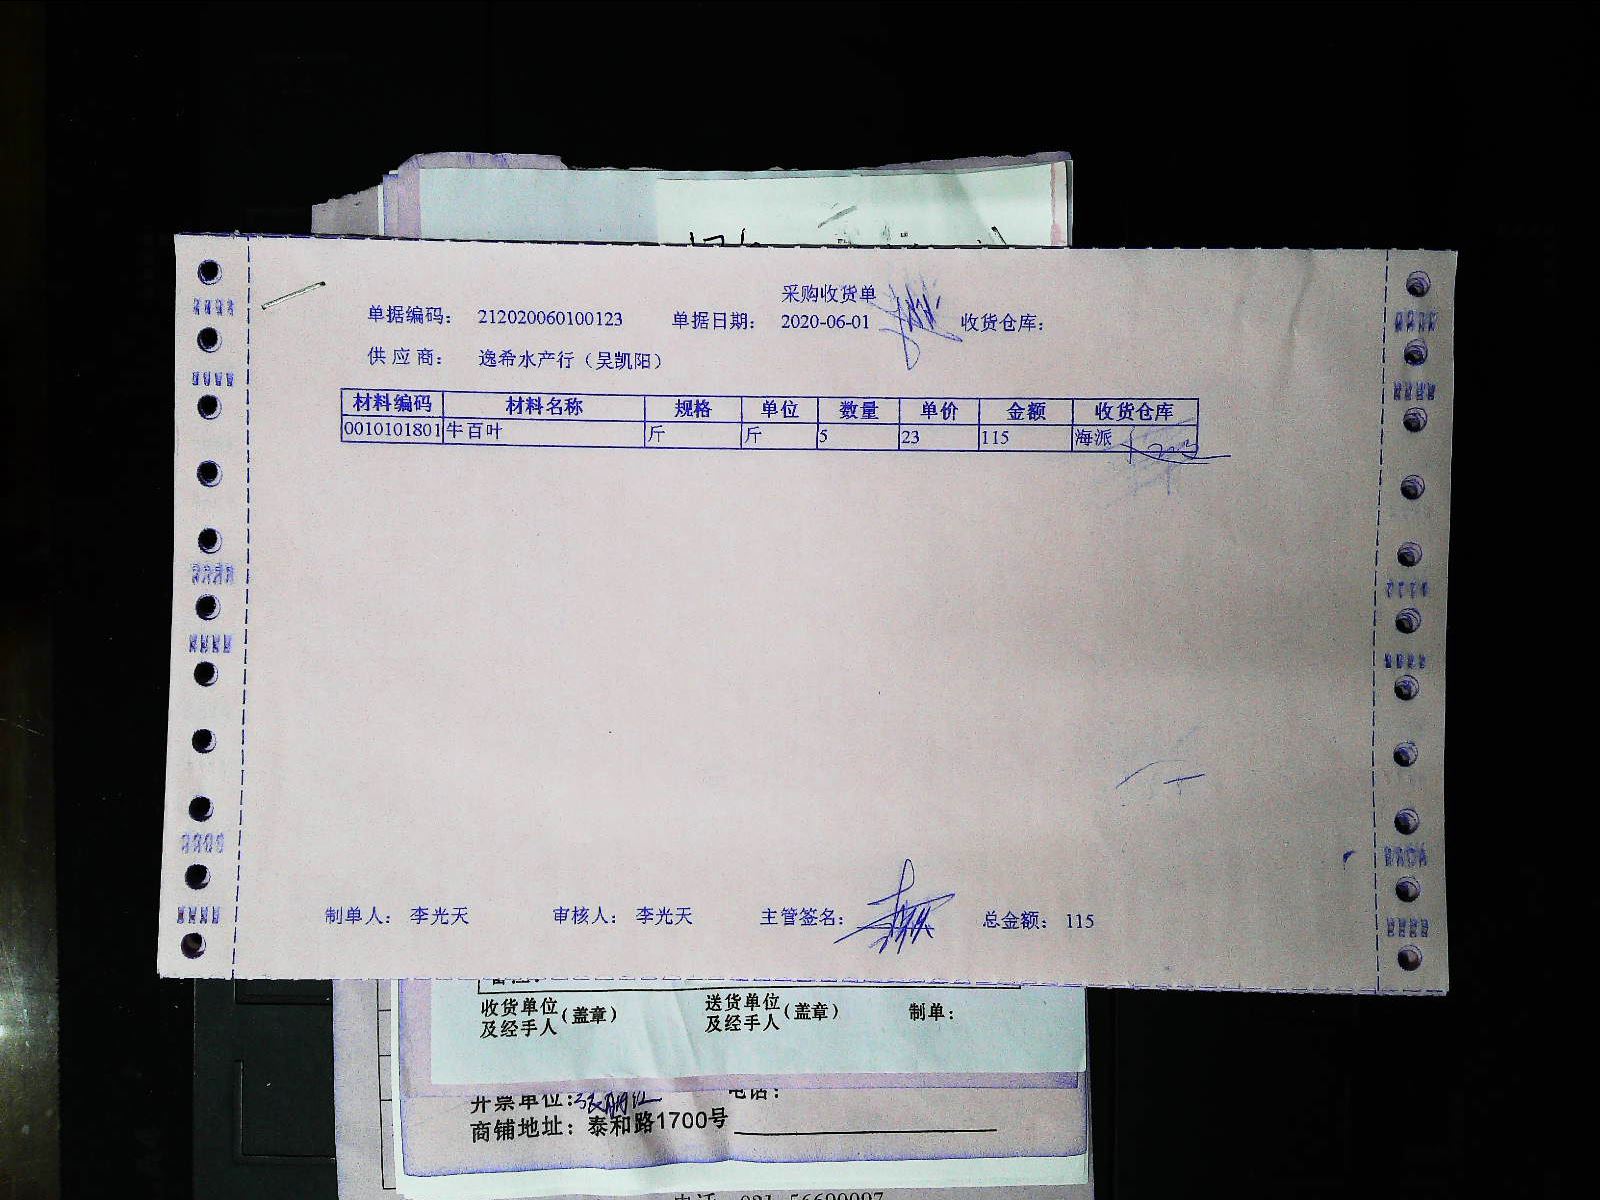 采购收货单
单据编码： 212020060100123 单据日期： 2020-06-01 收货仓库：
供 应 商： 逸希水产行（吴凯阳）
材料编码 材料名称 规格 单位 数量 单价 金额 收货仓库
0010101801 牛百叶 斤 斤 5 23 115 海派
制单人： 李光天 审核人： 李光天 主管签名： 总金额： 115
收货单位及经手人（盖章） 送货单位及经手人（盖章） 制单：
开票单位： 电话：
商铺地址：泰和路1700号